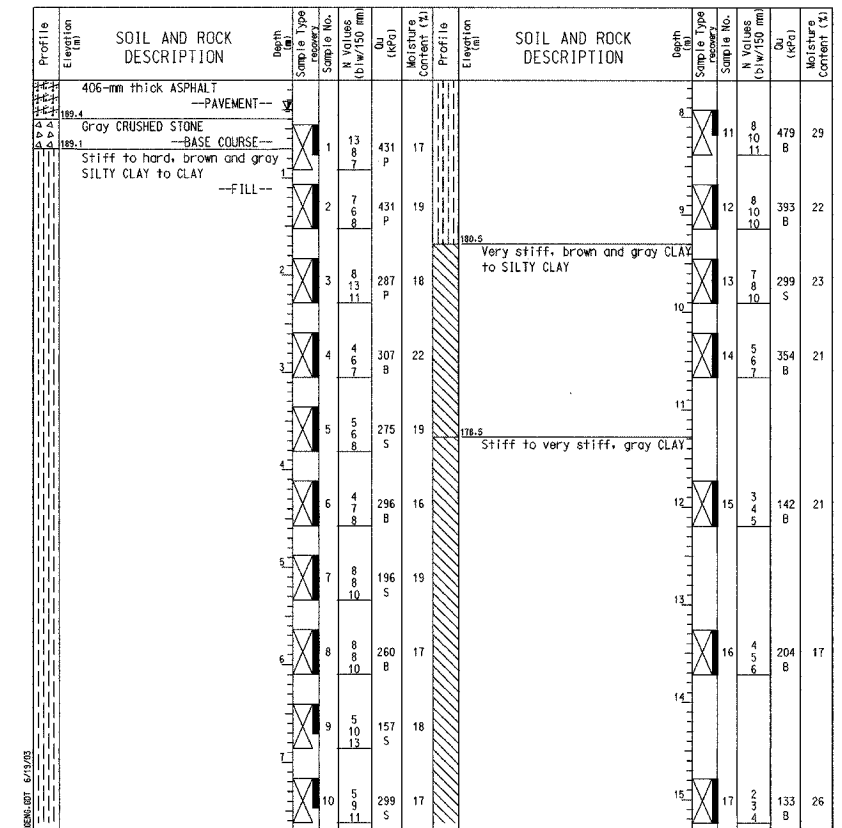 Profile
Elevation (m)
SOIL AND ROCK
DESCRIPTION
Depth (m)
Sample Type
recovery
Sample No.
N Values
(blw/150 mm)
Qu
(kPa)
Moisture
Content (%)
406-mm thick ASPHALT
--PAVEMENT--
189.4
Gray CRUSHED STONE
189.1 --BASE COURSE--
Stiff to hard, brown and gray
SILTY CLAY to CLAY
--FILL--
1 13 8 7 431 P 17
1
2 7 6 8 431 P 19
2
3 8 13 11 287 P 18
3
4 4 6 7 307 B 22
5 5 6 8 275 S 19
4
6 4 7 8 296 B 16
5
7 8 8 10 196 S 19
6
8 8 8 10 260 B 17
9 5 10 13 157 S 18
7
10 5 9 11 299 S 17
6/19/03
Profile
Elevation (m)
SOIL AND ROCK
DESCRIPTION
Depth (m)
Sample Type
recovery
Sample No.
N Values
(blw/150 mm)
Qu
(kPa)
Moisture
Content (%)
8
11 8 10 11 479 B 29
9
12 8 10 10 393 B 22
180.5
Very stiff, brown and gray CLAY
to SILTY CLAY
13 7 8 10 299 S 23
10
14 5 6 7 354 B 21
11
178.5
Stiff to very stiff, gray CLAY
12
15 3 4 5 142 B 21
13
16 4 5 6 204 B 17
14
15
17 2 3 4 133 B 26